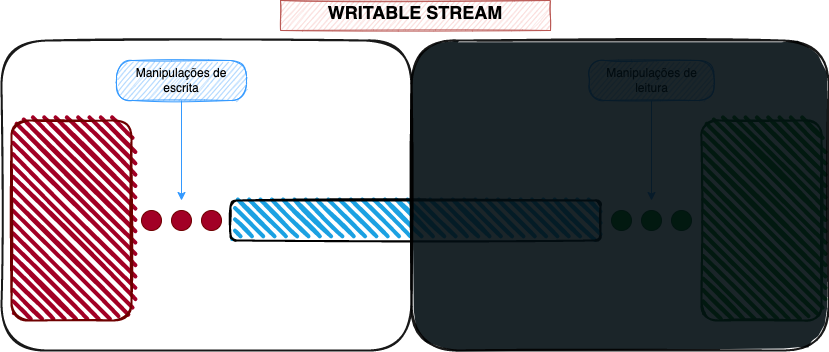 WRITABLE STREAM
Manipulações de
escrita
Manipulações de
leitura